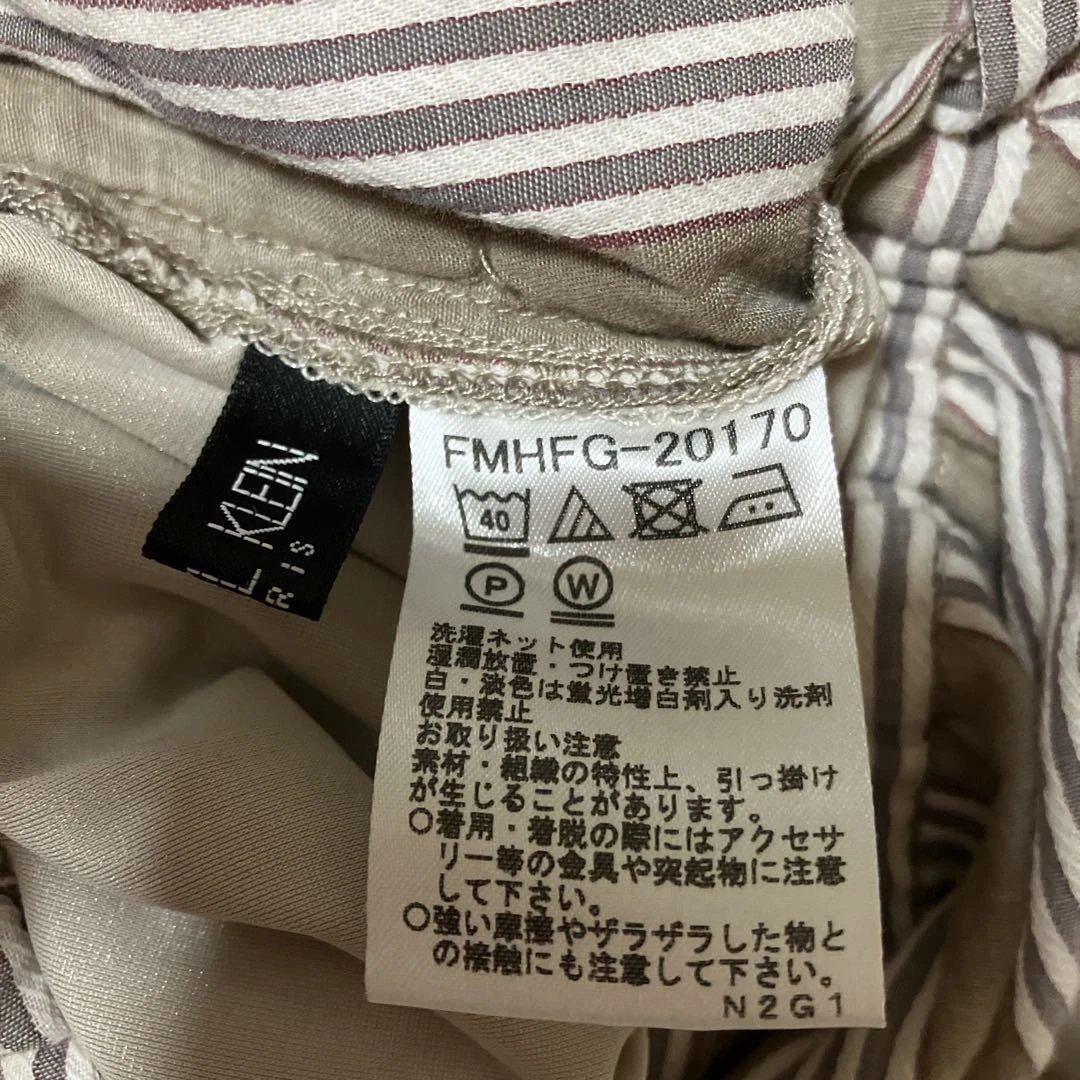 FMHFG-20170
40
P W
洗濯ネット使用
湿潤放置・つけ置き禁止
白・淡色は蛍光増白剤入り洗剤
使用禁止
お取り扱い注意
素材・組織の特性上、引っ掛け
が生じることがあります。
○着用・着脱の際にはアクセサ
リー等の金具や突起物に注意
して下さい。
○強い摩擦やザラザラした物と
の接触にも注意して下さい。
N2G1
KLEIN
RIS